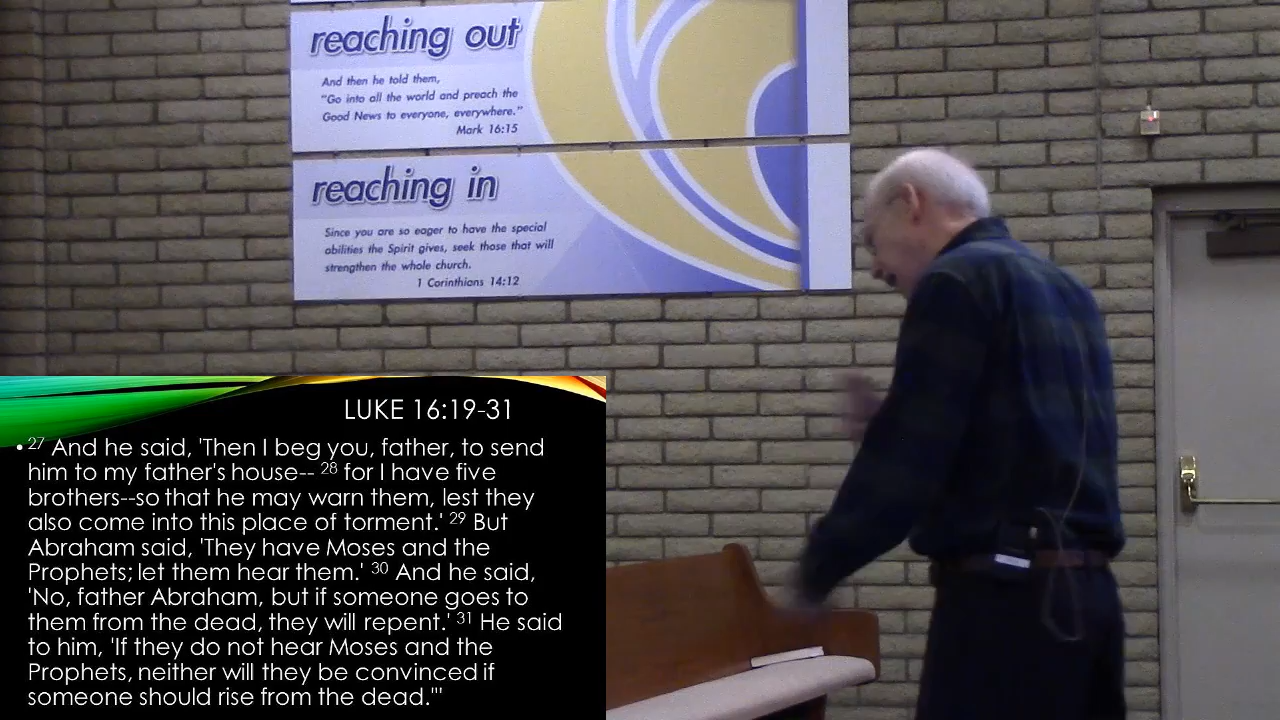 reaching out
And then he told them,
"Go into all the world and preach the
Good News to everyone, everywhere."
Mark 16:15
reaching in
Since you are so eager to have the special
abilities the Spirit gives, seek those that will
strengthen the whole church.
1 Corinthians 14:12
LUKE 16:19-31
• 27 And he said, 'Then I beg you, father, to send
him to my father's house-- 28 for I have five
brothers--so that he may warn them, lest they
also come into this place of torment.' 29 But
Abraham said, 'They have Moses and the
Prophets; let them hear them.' 30 And he said,
'No, father Abraham, but if someone goes to
them from the dead, they will repent.' 31 He said
to him, 'If they do not hear Moses and the
Prophets, neither will they be convinced if
someone should rise from the dead.'"